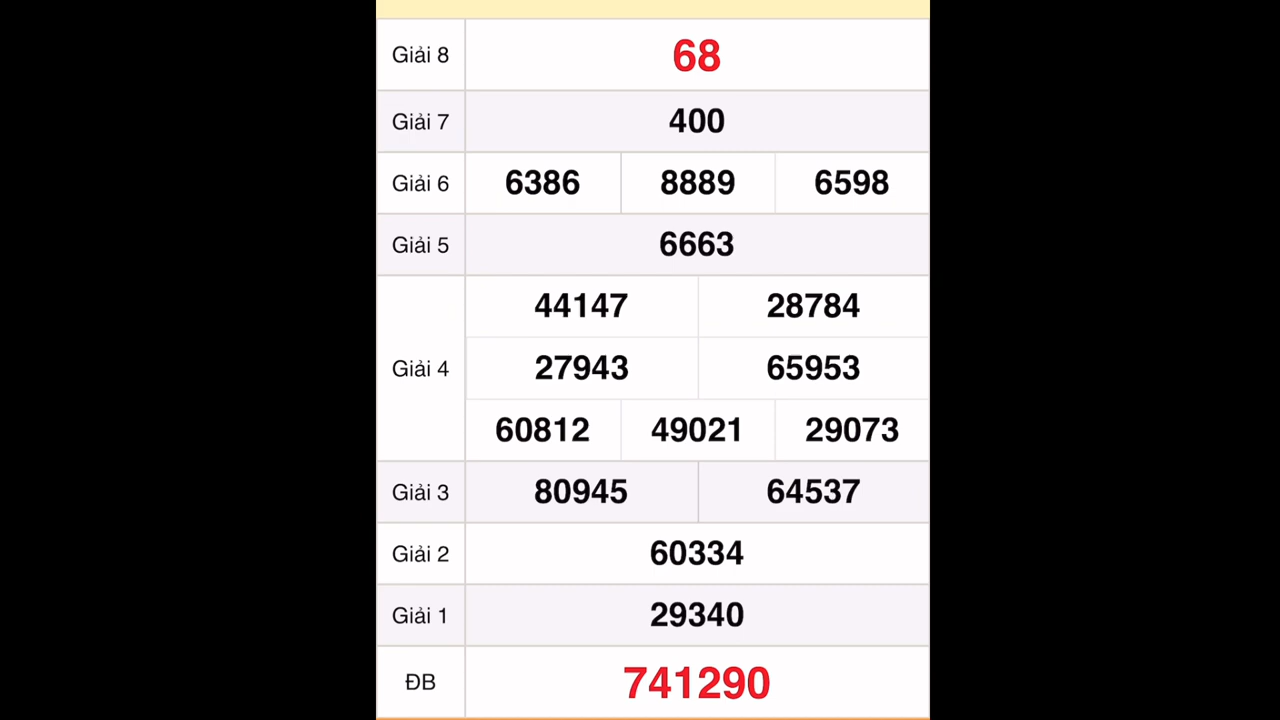 Giải 8 68
Giải 7 400
Giải 6 6386 8889 6598
Giải 5 6663
Giải 4 44147 28784
27943 65953
60812 49021 29073
Giải 3 80945 64537
Giải 2 60334
Giải 1 29340
ĐB 741290